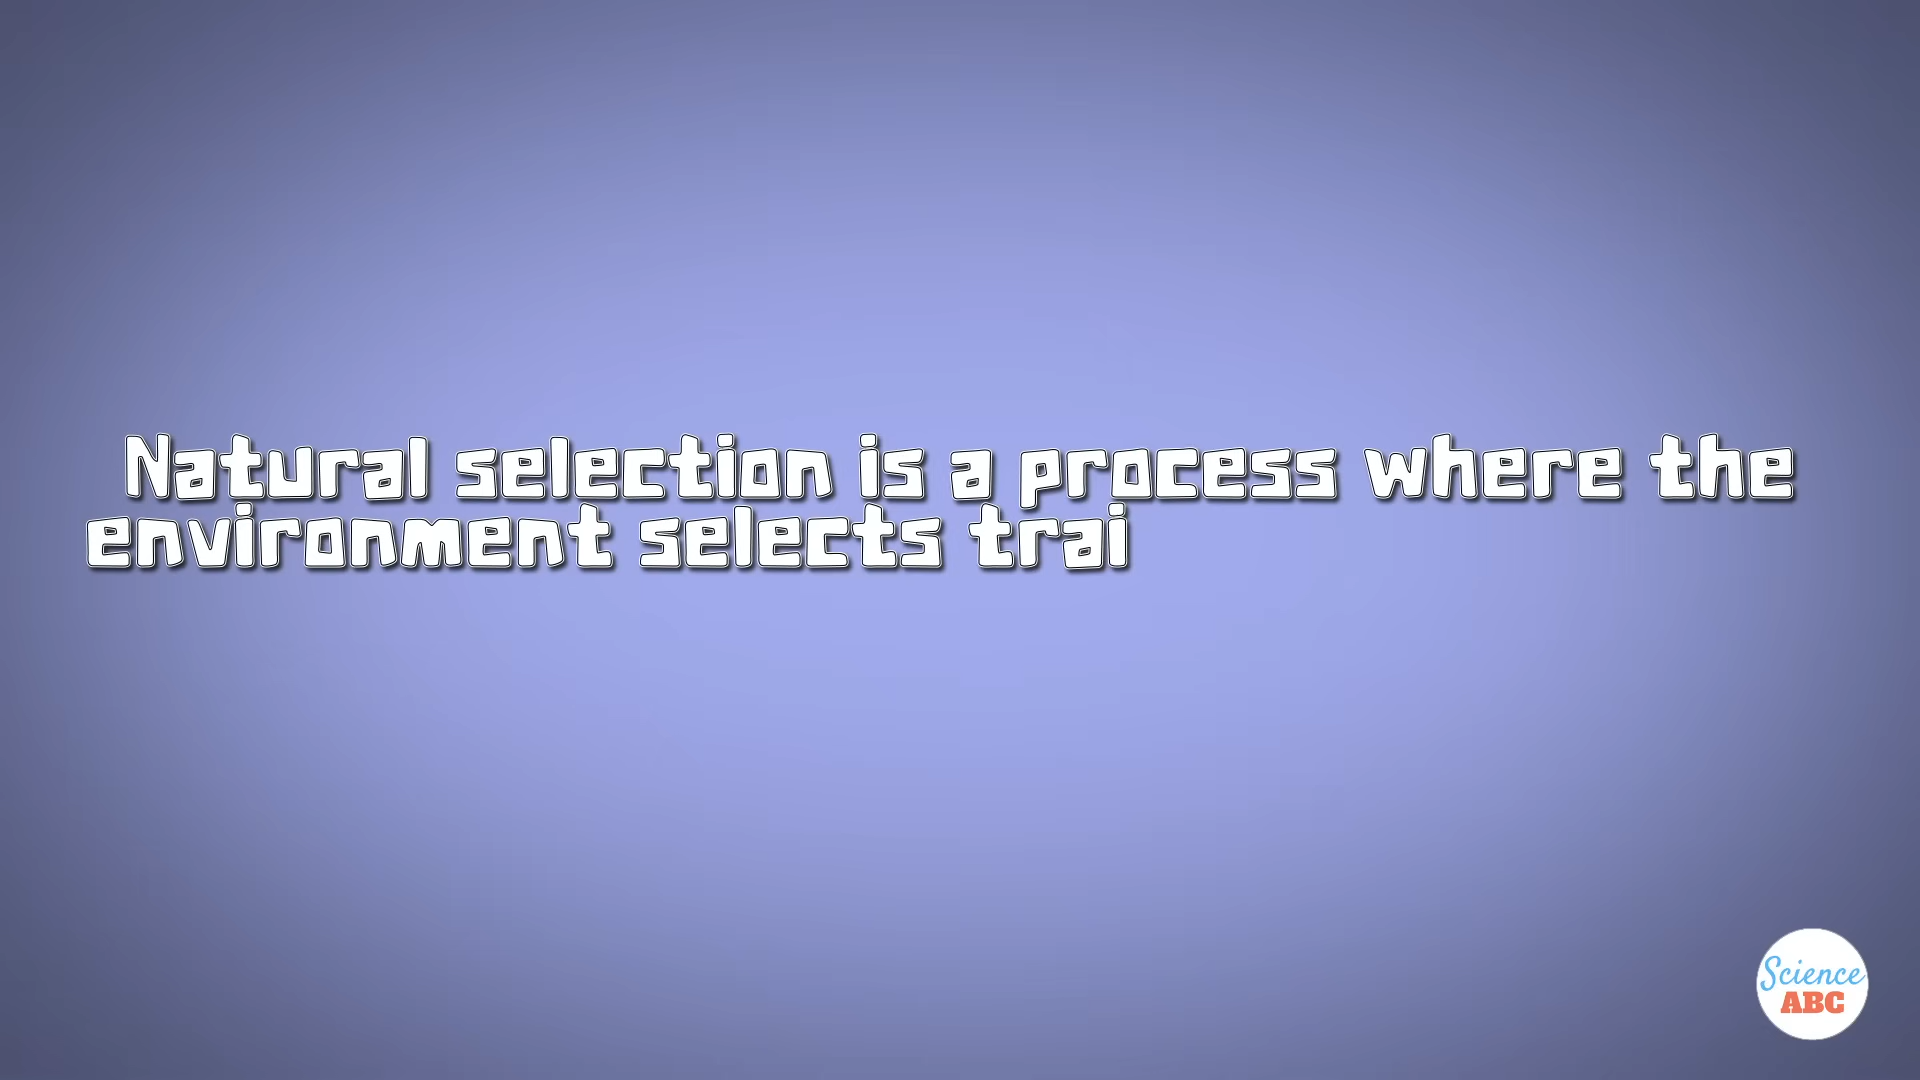 Natural selection is a process where the
environment selects trai
Science
ABC